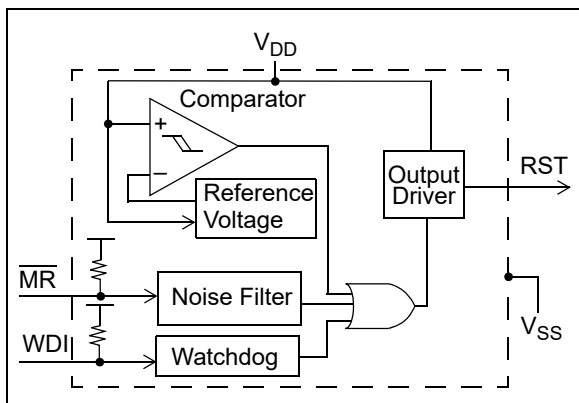 VDD
Comparator
+
−
Reference
Voltage
Output
Driver
RST
MR
Noise Filter
VSS
WDI
Watchdog